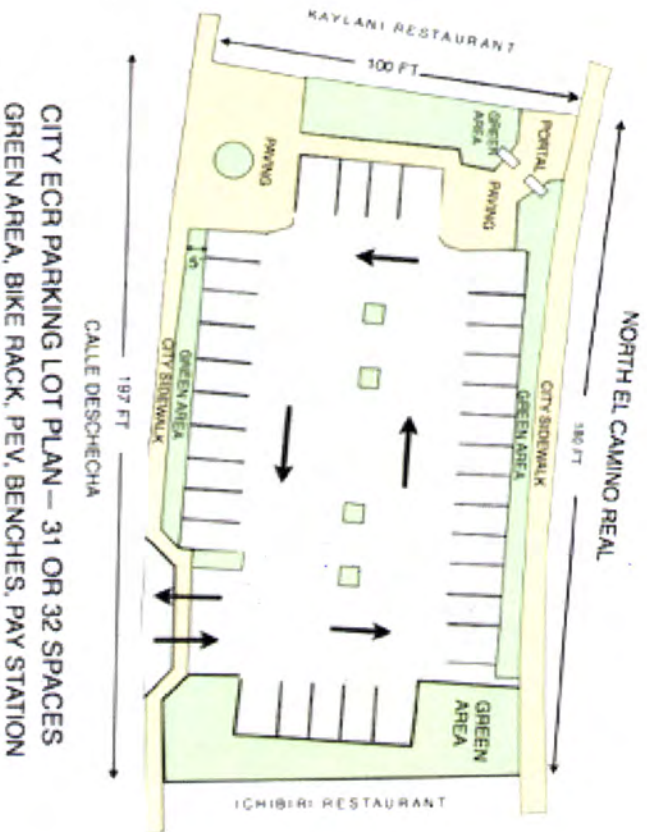 KAYLANI RESTAURANT
100 FT
PORTAL
GREEN AREA
PAVING
PAVING
NORTH EL CAMINO REAL
180 FT
CITY SIDEWALK
GREEN AREA
5'
GREEN AREA
CITY SIDEWALK
197 FT
CALLE DESCHECHA
GREEN
AREA
ICHIBIRI RESTAURANT
CITY ECR PARKING LOT PLAN — 31 OR 32 SPACES
GREEN AREA, BIKE RACK, PEV, BENCHES, PAY STATION